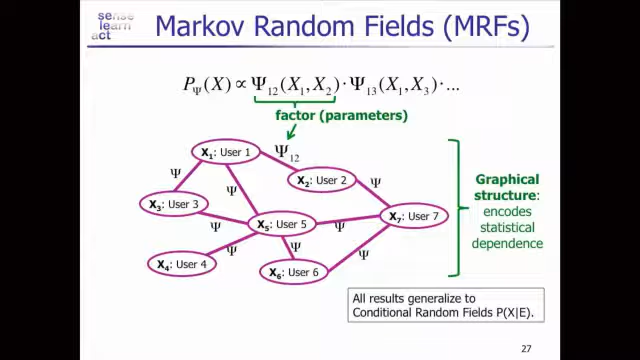 sense
learn
act
Markov Random Fields (MRFs)
P_Ψ(X) ∝ Ψ₁₂(X₁, X₂) · Ψ₁₃(X₁, X₃) · ...
factor (parameters)
Ψ₁₂
X₁: User 1
Ψ
X₂: User 2
Ψ
Ψ
X₃: User 3
Ψ
X₅: User 5
Ψ
X₇: User 7
Ψ
X₄: User 4
Ψ
Ψ
X₆: User 6
Graphical
structure:
encodes
statistical
dependence
All results generalize to
Conditional Random Fields P(X|E).
27